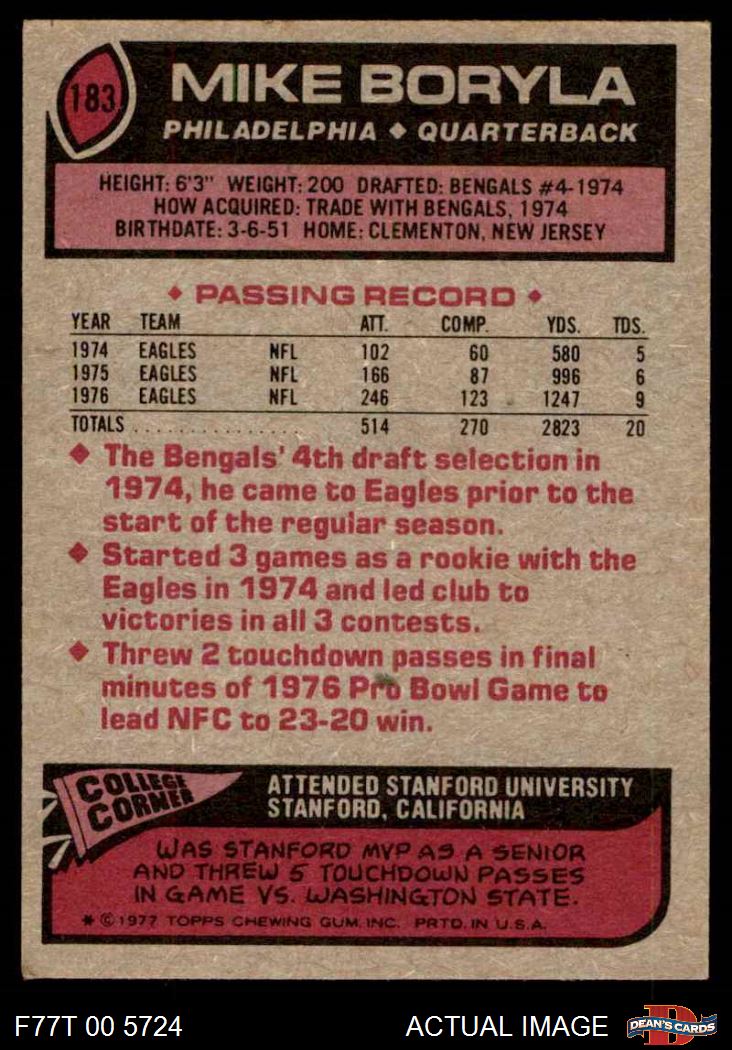 183
MIKE BORYLA
PHILADELPHIA ◆ QUARTERBACK
HEIGHT: 6'3" WEIGHT: 200 DRAFTED: BENGALS #4-1974
HOW ACQUIRED: TRADE WITH BENGALS, 1974
BIRTHDATE: 3-6-51 HOME: CLEMENTON, NEW JERSEY
◆ PASSING RECORD ◆
YEAR TEAM ATT. COMP. YDS. TDS.
1974 EAGLES NFL 102 60 580 5
1975 EAGLES NFL 166 87 996 6
1976 EAGLES NFL 246 123 1247 9
TOTALS ................ 514 270 2823 20
◆ The Bengals' 4th draft selection in
1974, he came to Eagles prior to the
start of the regular season.
◆ Started 3 games as a rookie with the
Eagles in 1974 and led club to
victories in all 3 contests.
◆ Threw 2 touchdown passes in final
minutes of 1976 Pro Bowl Game to
lead NFC to 23-20 win.
COLLEGE
CORNER
ATTENDED STANFORD UNIVERSITY
STANFORD, CALIFORNIA
WAS STANFORD MVP AS A SENIOR
AND THREW 5 TOUCHDOWN PASSES
IN GAME VS. WASHINGTON STATE.
* © 1977 TOPPS CHEWING GUM, INC. PRTD. IN U.S.A.
F77T 00 5724 ACTUAL IMAGE
D
DEAN'S CARDS